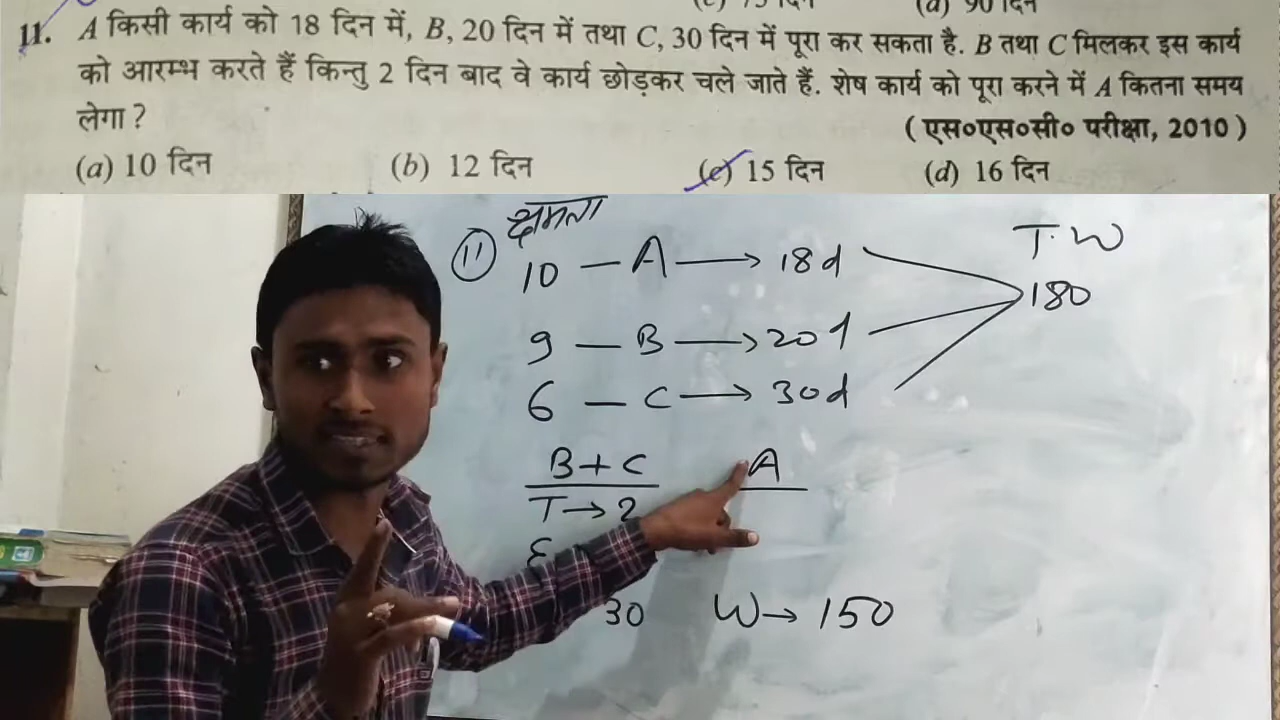 (d) 90 दिन
11. A किसी कार्य को 18 दिन में, B, 20 दिन में तथा C, 30 दिन में पूरा कर सकता है. B तथा C मिलकर इस कार्य
को आरम्भ करते हैं किन्तु 2 दिन बाद वे कार्य छोड़कर चले जाते हैं. शेष कार्य को पूरा करने में A कितना समय
लेगा ?
( एस०एस०सी० परीक्षा, 2010 )
(a) 10 दिन (b) 12 दिन (c) 15 दिन (d) 16 दिन
क्षमता
11 T.W
10 — A → 18d
180
9 — B → 20d
6 — C → 30d
B + C A
T → 2
E
30 W → 150